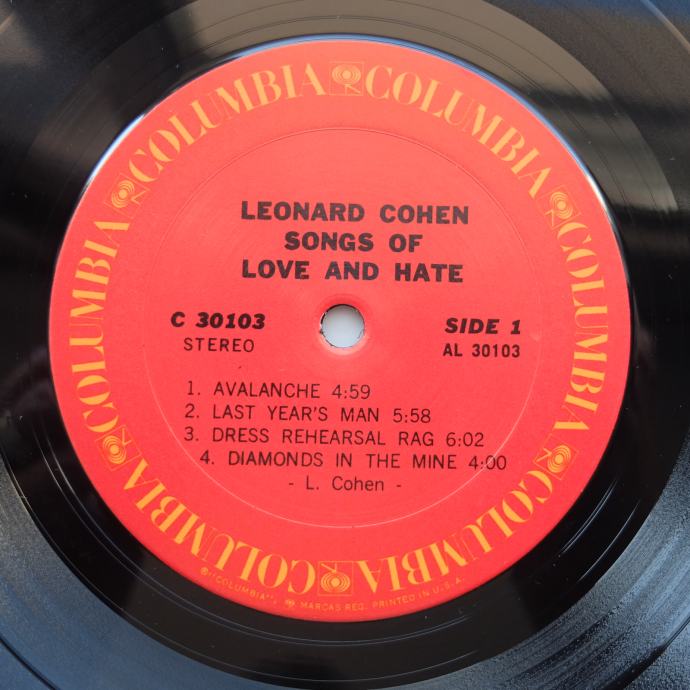 COLUMBIA COLUMBIA COLUMBIA COLUMBIA COLUMBIA COLUMBIA COLUMBIA COLUMBIA
LEONARD COHEN
SONGS OF
LOVE AND HATE
C 30103 SIDE 1
STEREO AL 30103
1. AVALANCHE 4:59
2. LAST YEAR'S MAN 5:58
3. DRESS REHEARSAL RAG 6:02
4. DIAMONDS IN THE MINE 4:00
- L. Cohen -
℗"COLUMBIA", MARCAS REG. PRINTED IN U.S.A.